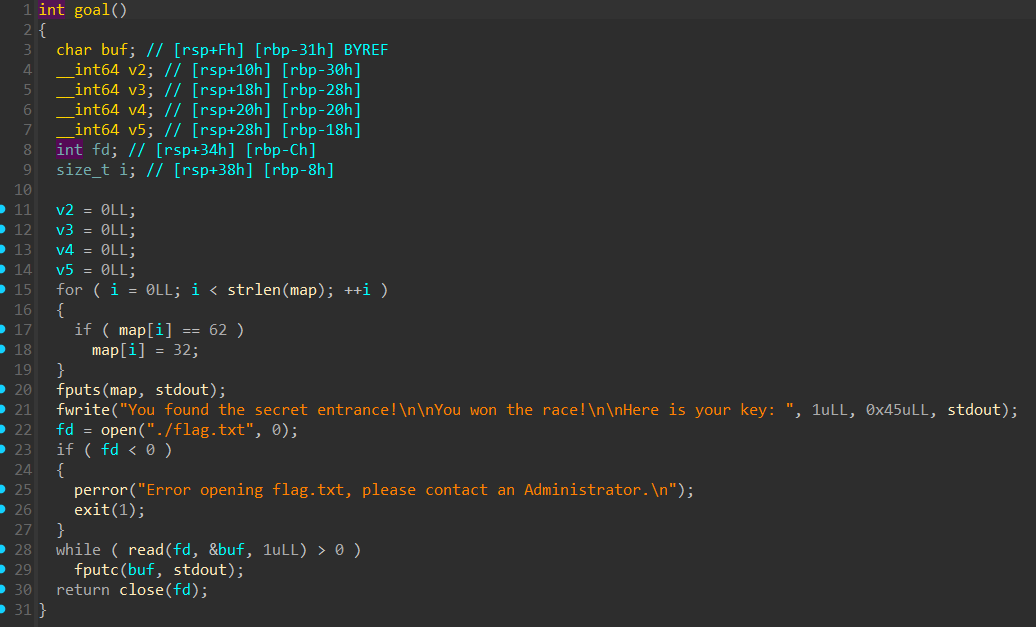 1 int goal()
2 {
3 char buf; // [rsp+Fh] [rbp-31h] BYREF
4 __int64 v2; // [rsp+10h] [rbp-30h]
5 __int64 v3; // [rsp+18h] [rbp-28h]
6 __int64 v4; // [rsp+20h] [rbp-20h]
7 __int64 v5; // [rsp+28h] [rbp-18h]
8 int fd; // [rsp+34h] [rbp-Ch]
9 size_t i; // [rsp+38h] [rbp-8h]
10
11 v2 = 0LL;
12 v3 = 0LL;
13 v4 = 0LL;
14 v5 = 0LL;
15 for ( i = 0LL; i < strlen(map); ++i )
16 {
17 if ( map[i] == 62 )
18 map[i] = 32;
19 }
20 fputs(map, stdout);
21 fwrite("You found the secret entrance!\n\nYou won the race!\n\nHere is your key: ", 1uLL, 0x45uLL, stdout);
22 fd = open("./flag.txt", 0);
23 if ( fd < 0 )
24 {
25 perror("Error opening flag.txt, please contact an Administrator.\n");
26 exit(1);
27 }
28 while ( read(fd, &buf, 1uLL) > 0 )
29 fputc(buf, stdout);
30 return close(fd);
31 }